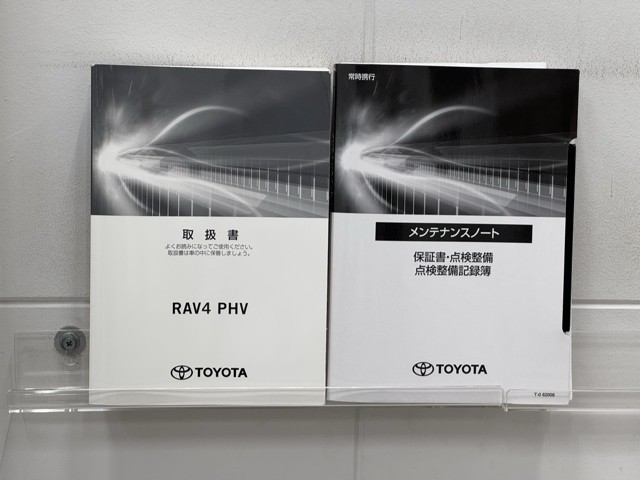 取扱書
よくお読みになってご使用ください。
取扱書は車の中に保管しましょう。
RAV4 PHV
TOYOTA
常時携行
メンテナンスノート
保証書・点検整備
点検整備記録簿
TOYOTA
T-0 62008